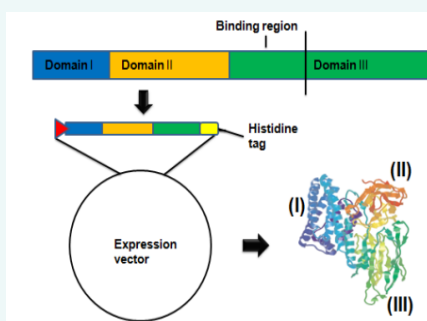 Binding region
Domain I
Domain II
Domain III
Histidine
tag
Expression
vector
(I)
(II)
(III)